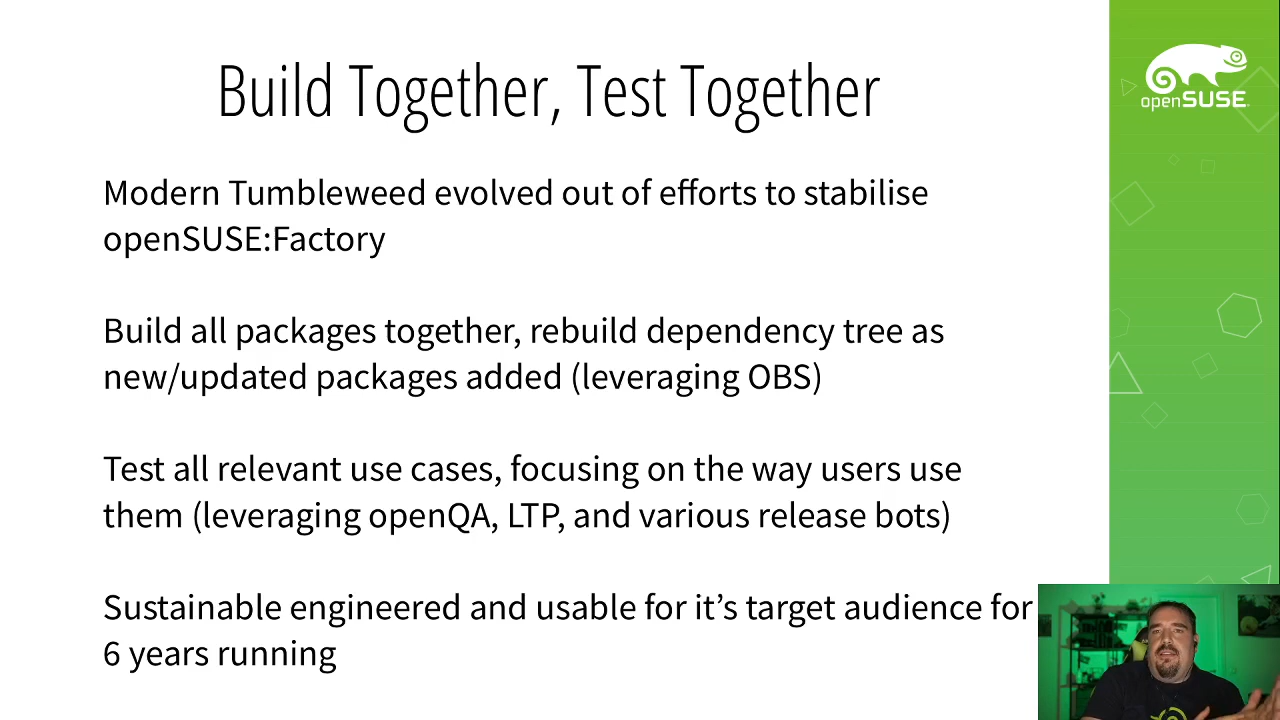 Build Together, Test Together
openSUSE
Modern Tumbleweed evolved out of efforts to stabilise
openSUSE:Factory
Build all packages together, rebuild dependency tree as
new/updated packages added (leveraging OBS)
Test all relevant use cases, focusing on the way users use
them (leveraging openQA, LTP, and various release bots)
Sustainable engineered and usable for it’s target audience for
6 years running